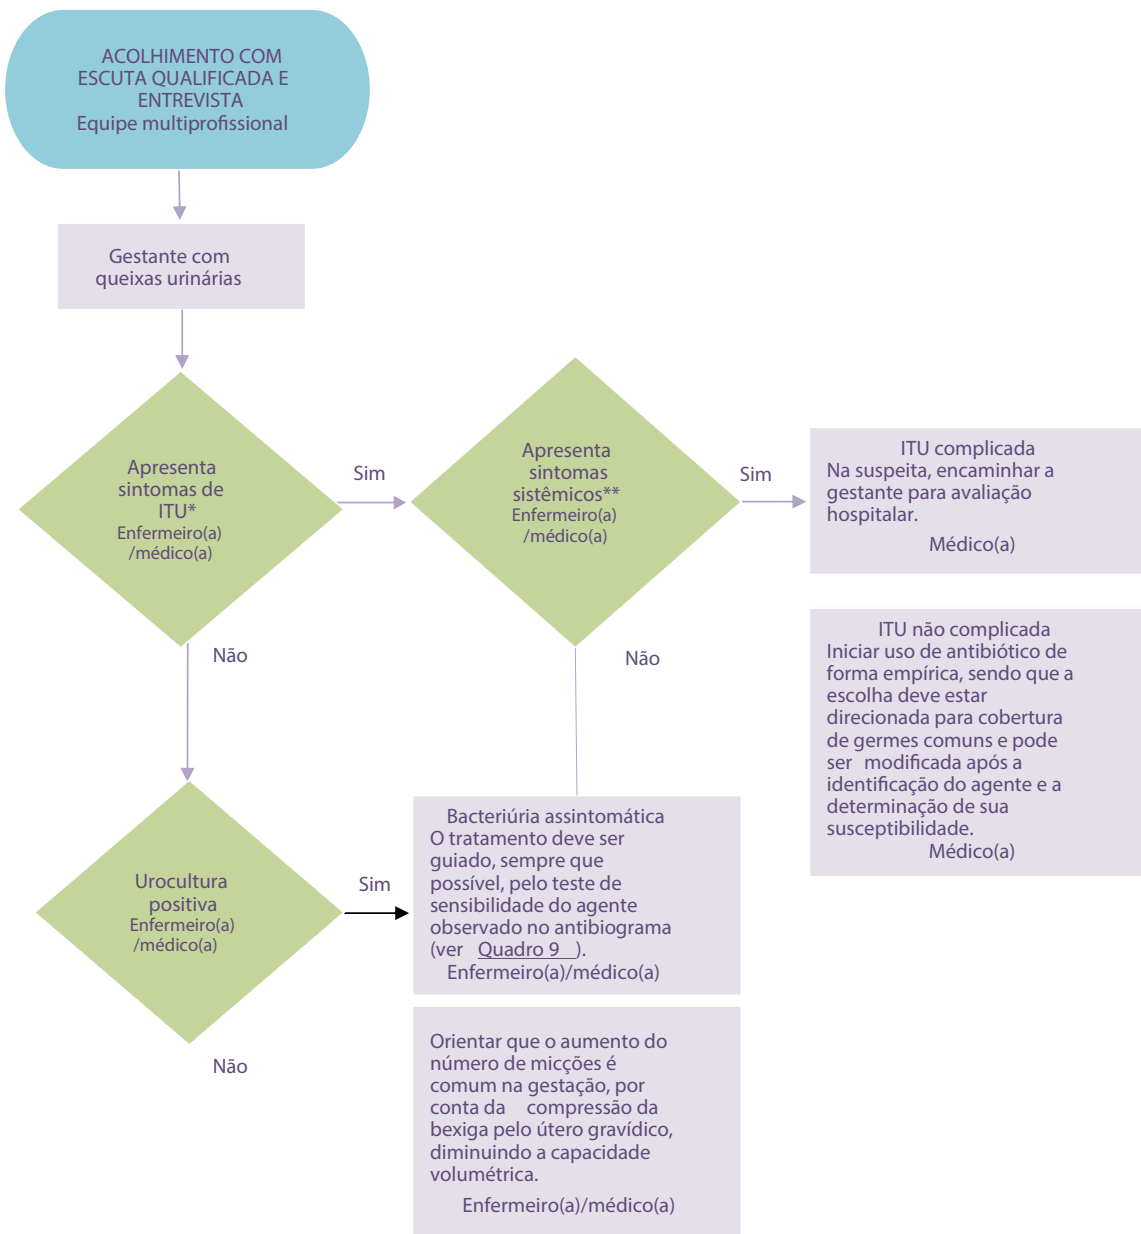 ACOLHIMENTO COM
ESCUTA QUALIFICADA E
ENTREVISTA
Equipe multiprofissional
Gestante com
queixas urinárias
Apresenta
sintomas de
ITU*
Enfermeiro(a)
/médico(a)
Sim
Não
Apresenta
sintomas
sistêmicos**
Enfermeiro(a)
/médico(a)
Sim
Não
ITU complicada
Na suspeita, encaminhar a
gestante para avaliação
hospitalar.
Médico(a)
ITU não complicada
Iniciar uso de antibiótico de
forma empírica, sendo que a
escolha deve estar
direcionada para cobertura
de germes comuns e pode
ser modificada após a
identificação do agente e a
determinação de sua
susceptibilidade.
Médico(a)
Urocultura
positiva
Enfermeiro(a)
/médico(a)
Sim
Não
Bacteriúria assintomática
O tratamento deve ser
guiado, sempre que
possível, pelo teste de
sensibilidade do agente
observado no antibiograma
(ver Quadro 9 ).
Enfermeiro(a)/médico(a)
Orientar que o aumento do
número de micções é
comum na gestação, por
conta da compressão da
bexiga pelo útero gravídico,
diminuindo a capacidade
volumétrica.
Enfermeiro(a)/médico(a)